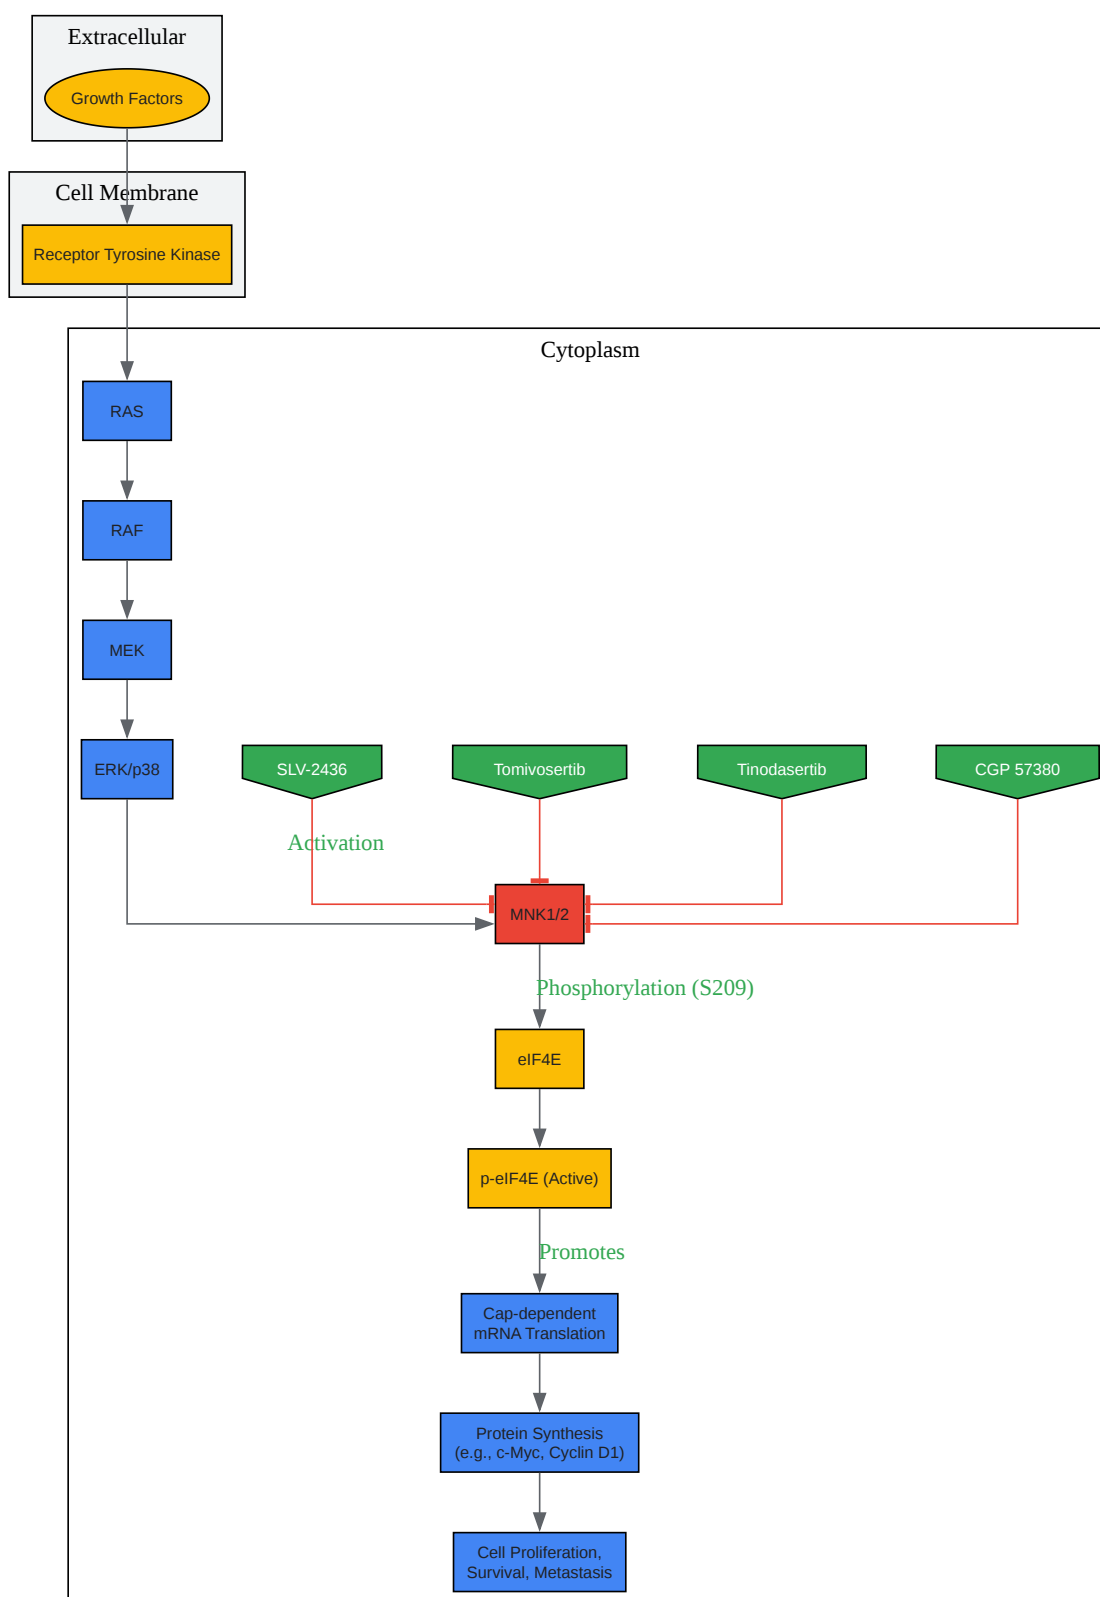 Extracellular
Growth Factors
Cell Membrane
Receptor Tyrosine Kinase
Cytoplasm
RAS
RAF
MEK
ERK/p38
SLV-2436
Tomivosertib
Tinodasertib
CGP 57380
Activation
MNK1/2
Phosphorylation (S209)
eIF4E
p-eIF4E (Active)
Promotes
Cap-dependent
mRNA Translation
Protein Synthesis
(e.g., c-Myc, Cyclin D1)
Cell Proliferation,
Survival, Metastasis